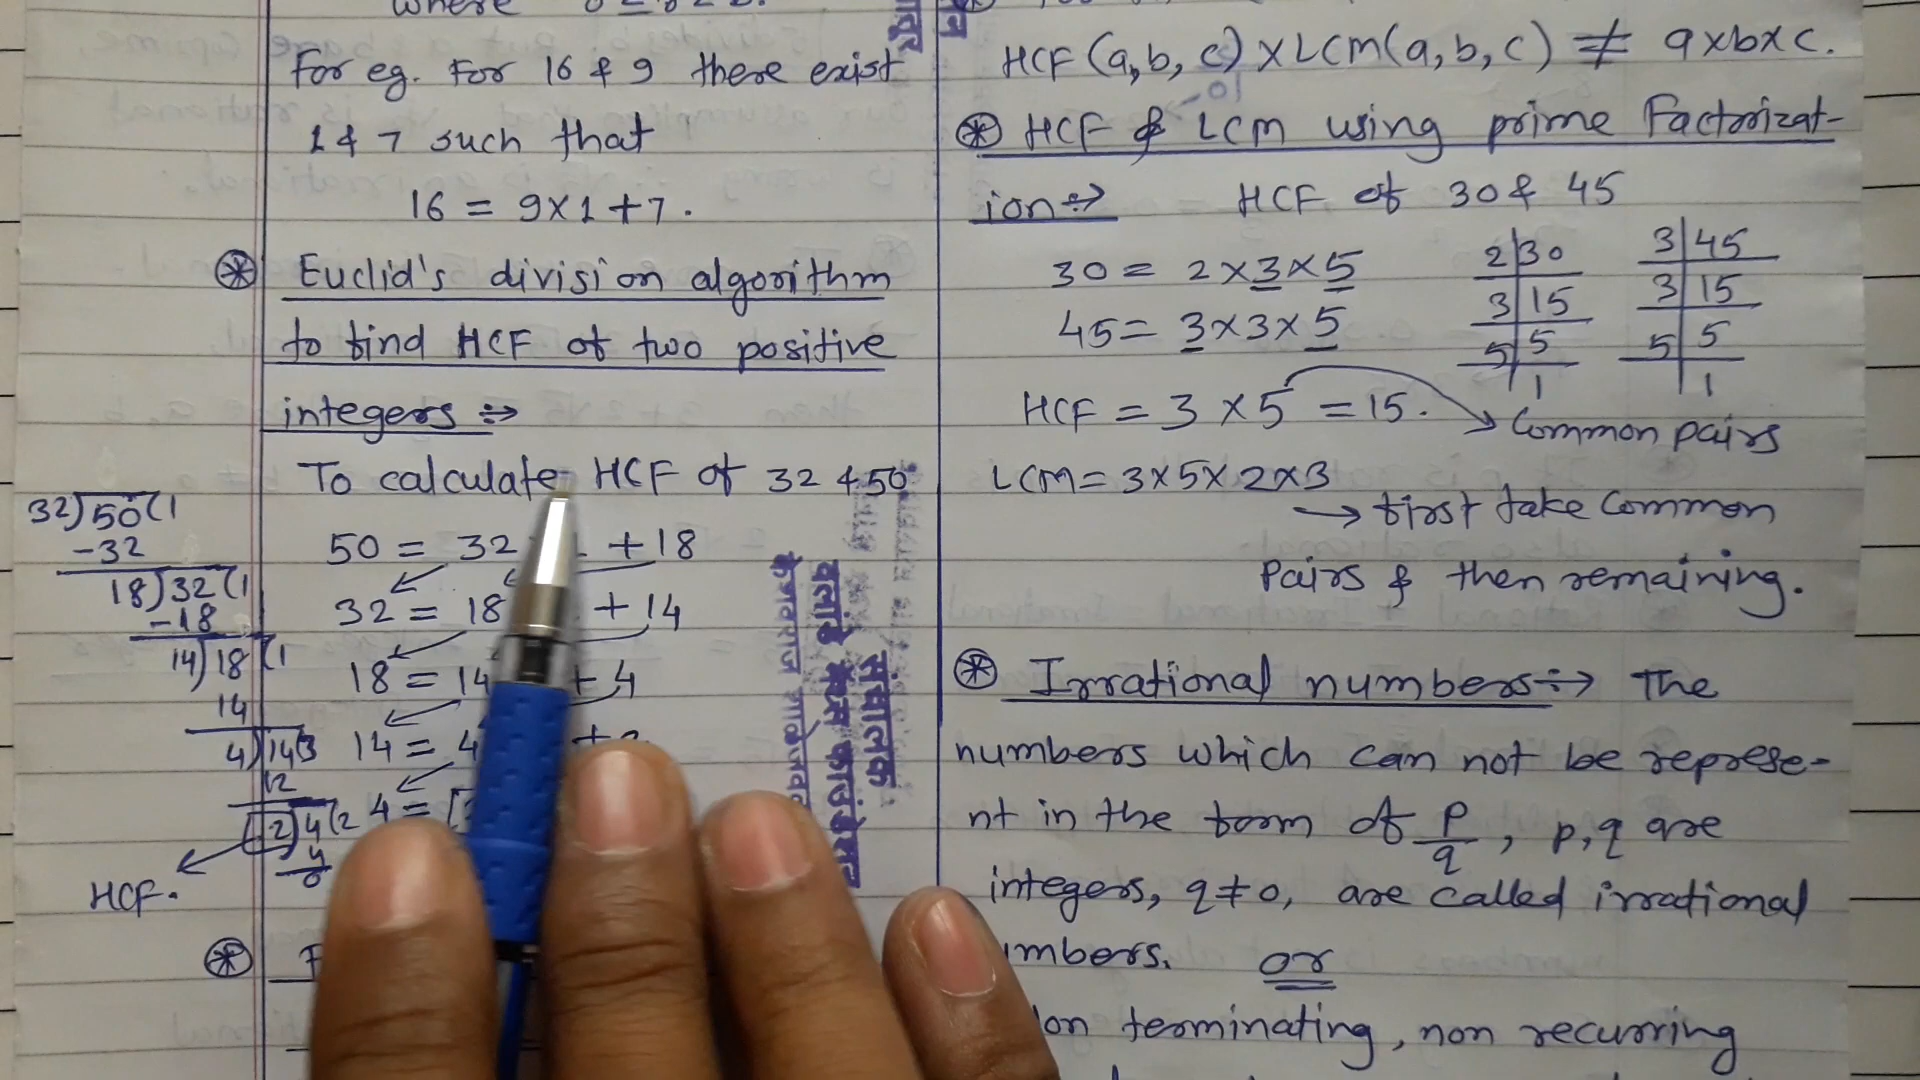 For eg. For 16 & 9 there exist
1 & 7 such that
16 = 9×1+7.
Euclid's division algorithm
to find HCF of two positive
integers ÷>
To calculate HCF of 32 & 50
50 = 32 + 18
32 = 18 + 14
18 = 14 + 4
14 = 4 +
4 = [
32)50(1
-32
18)32(1
-18
14)18(1
14
4)14(3
12
2)4(2
4
0
HCF.
संचालक
HCF (a,b,c) × LCM(a,b,c) ≠ a×b×c.
HCF & LCM using prime Factorizat-
ion ÷> HCF of 30 & 45
30 = 2×3×5
45 = 3×3×5
2|30
3|15
5|5
1
3|45
3|15
5|5
1
HCF = 3 × 5 = 15.
Common pairs
LCM = 3×5×2×3
→ first take Common
Pairs & then remaining.
Irrational numbers ÷> The
numbers which can not be represe-
nt in the form of p/q, p,q are
integers, q≠0, are called irrational
mbers. or
on terminating, non recurring